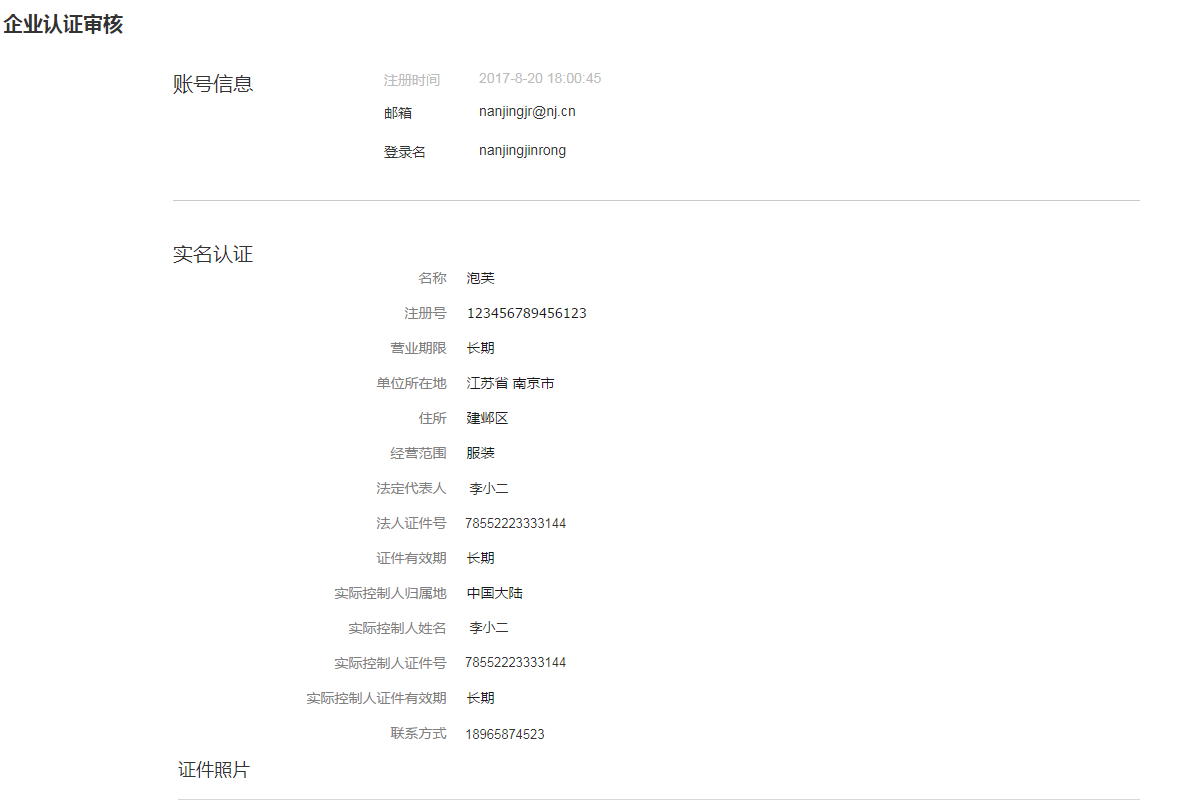 企业认证审核
账号信息
注册时间 2017-8-20 18:00:45
邮箱 nanjingjr@nj.cn
登录名 nanjingjinrong
实名认证
名称 泡芙
注册号 123456789456123
营业期限 长期
单位所在地 江苏省 南京市
住所 建邺区
经营范围 服装
法定代表人 李小二
法人证件号 78552223333144
证件有效期 长期
实际控制人归属地 中国大陆
实际控制人姓名 李小二
实际控制人证件号 78552223333144
实际控制人证件有效期 长期
联系方式 18965874523
证件照片